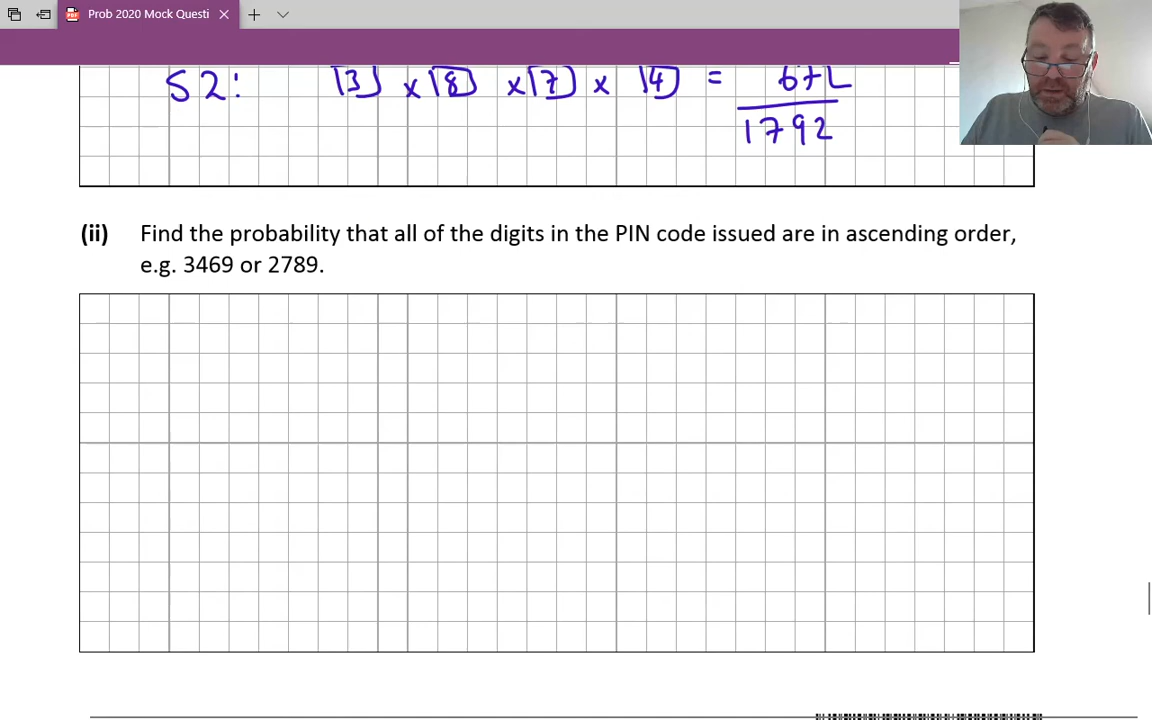 Prob 2020 Mock Questi
S2: [3] × [8] × [7] × [4] = 672
1792
(ii) Find the probability that all of the digits in the PIN code issued are in ascending order,
e.g. 3469 or 2789.